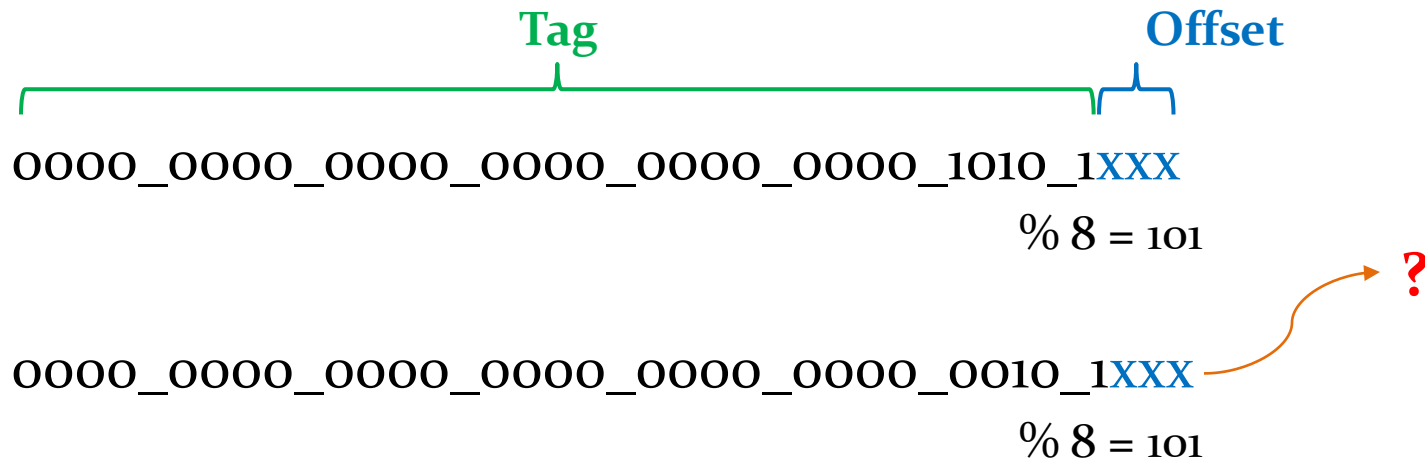 Tag Offset
0000_0000_0000_0000_0000_0000_1010_1xxx
% 8 = 101
?
0000_0000_0000_0000_0000_0000_0010_1xxx
% 8 = 101